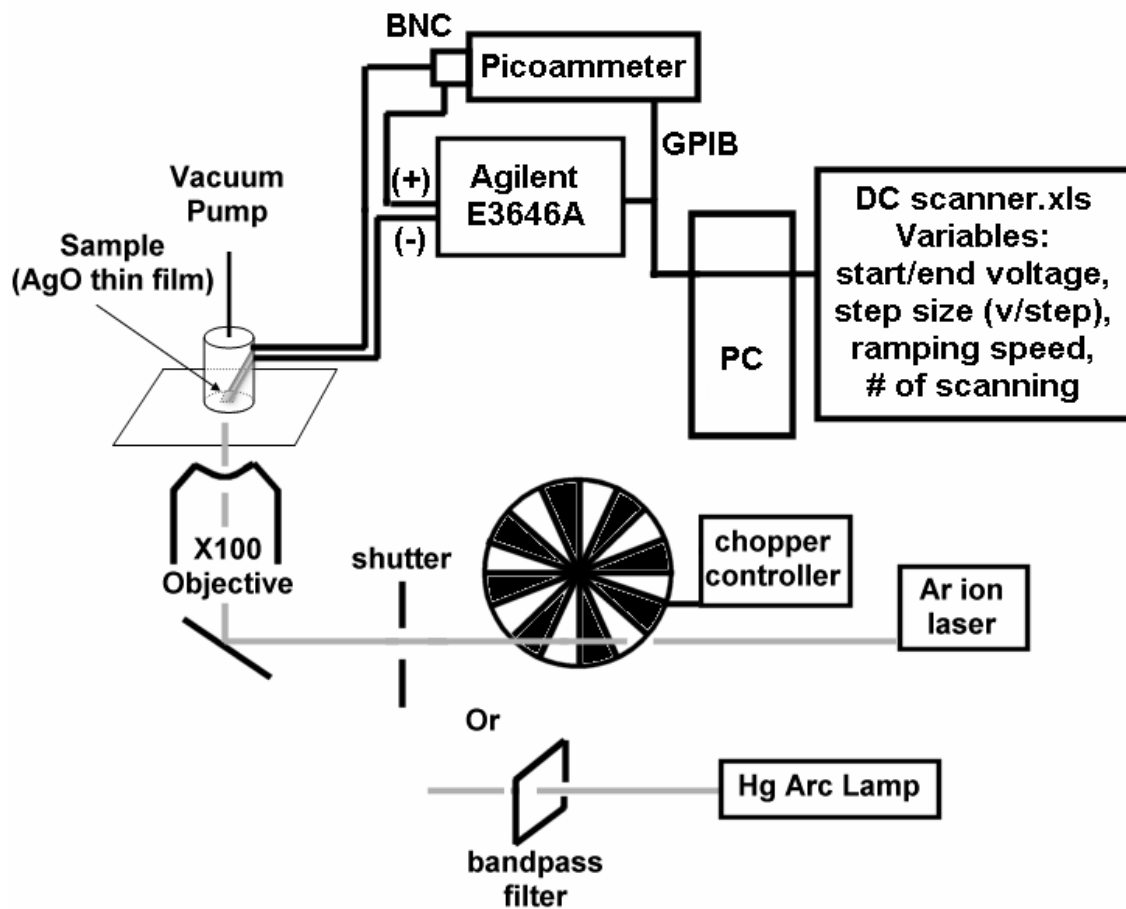 BNC
Picoammeter
GPIB
(+)
(-)
Agilent
E3646A
Vacuum
Pump
Sample
(AgO thin film)
DC scanner.xls
Variables:
start/end voltage,
step size (v/step),
ramping speed,
# of scanning
PC
X100
Objective
shutter
chopper
controller
Ar ion
laser
Or
Hg Arc Lamp
bandpass
filter